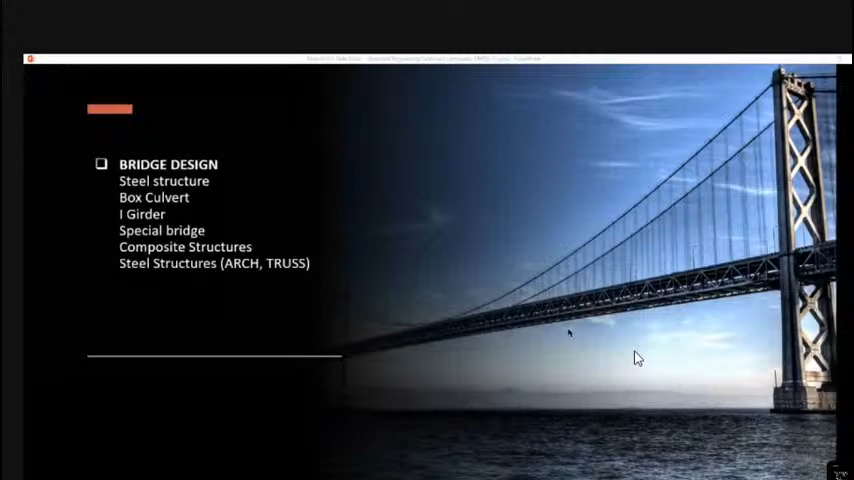 BRIDGE DESIGN
Steel structure
Box Culvert
I Girder
Special bridge
Composite Structures
Steel Structures (ARCH, TRUSS)